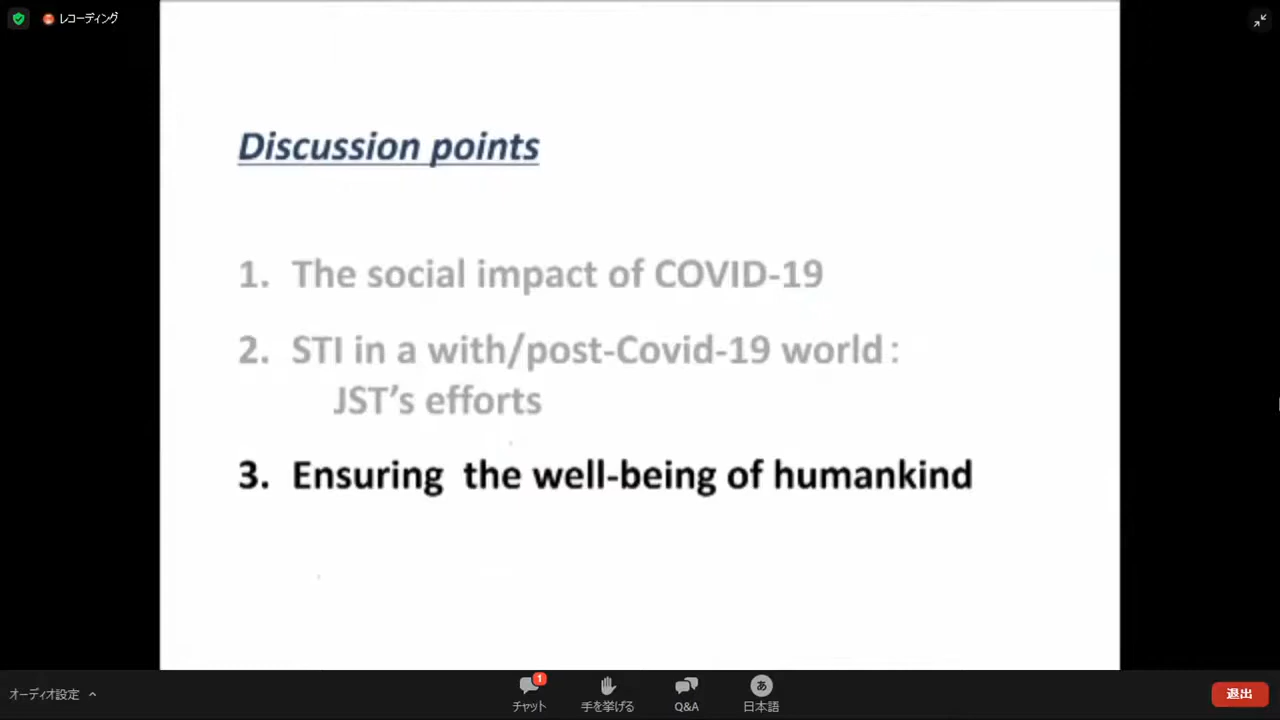 レコーディング
Discussion points
1. The social impact of COVID-19
2. STI in a with/post-Covid-19 world:
JST's efforts
3. Ensuring the well-being of humankind
オーディオ設定
1
チャット
手を挙げる
Q&A
あ
日本語
退出